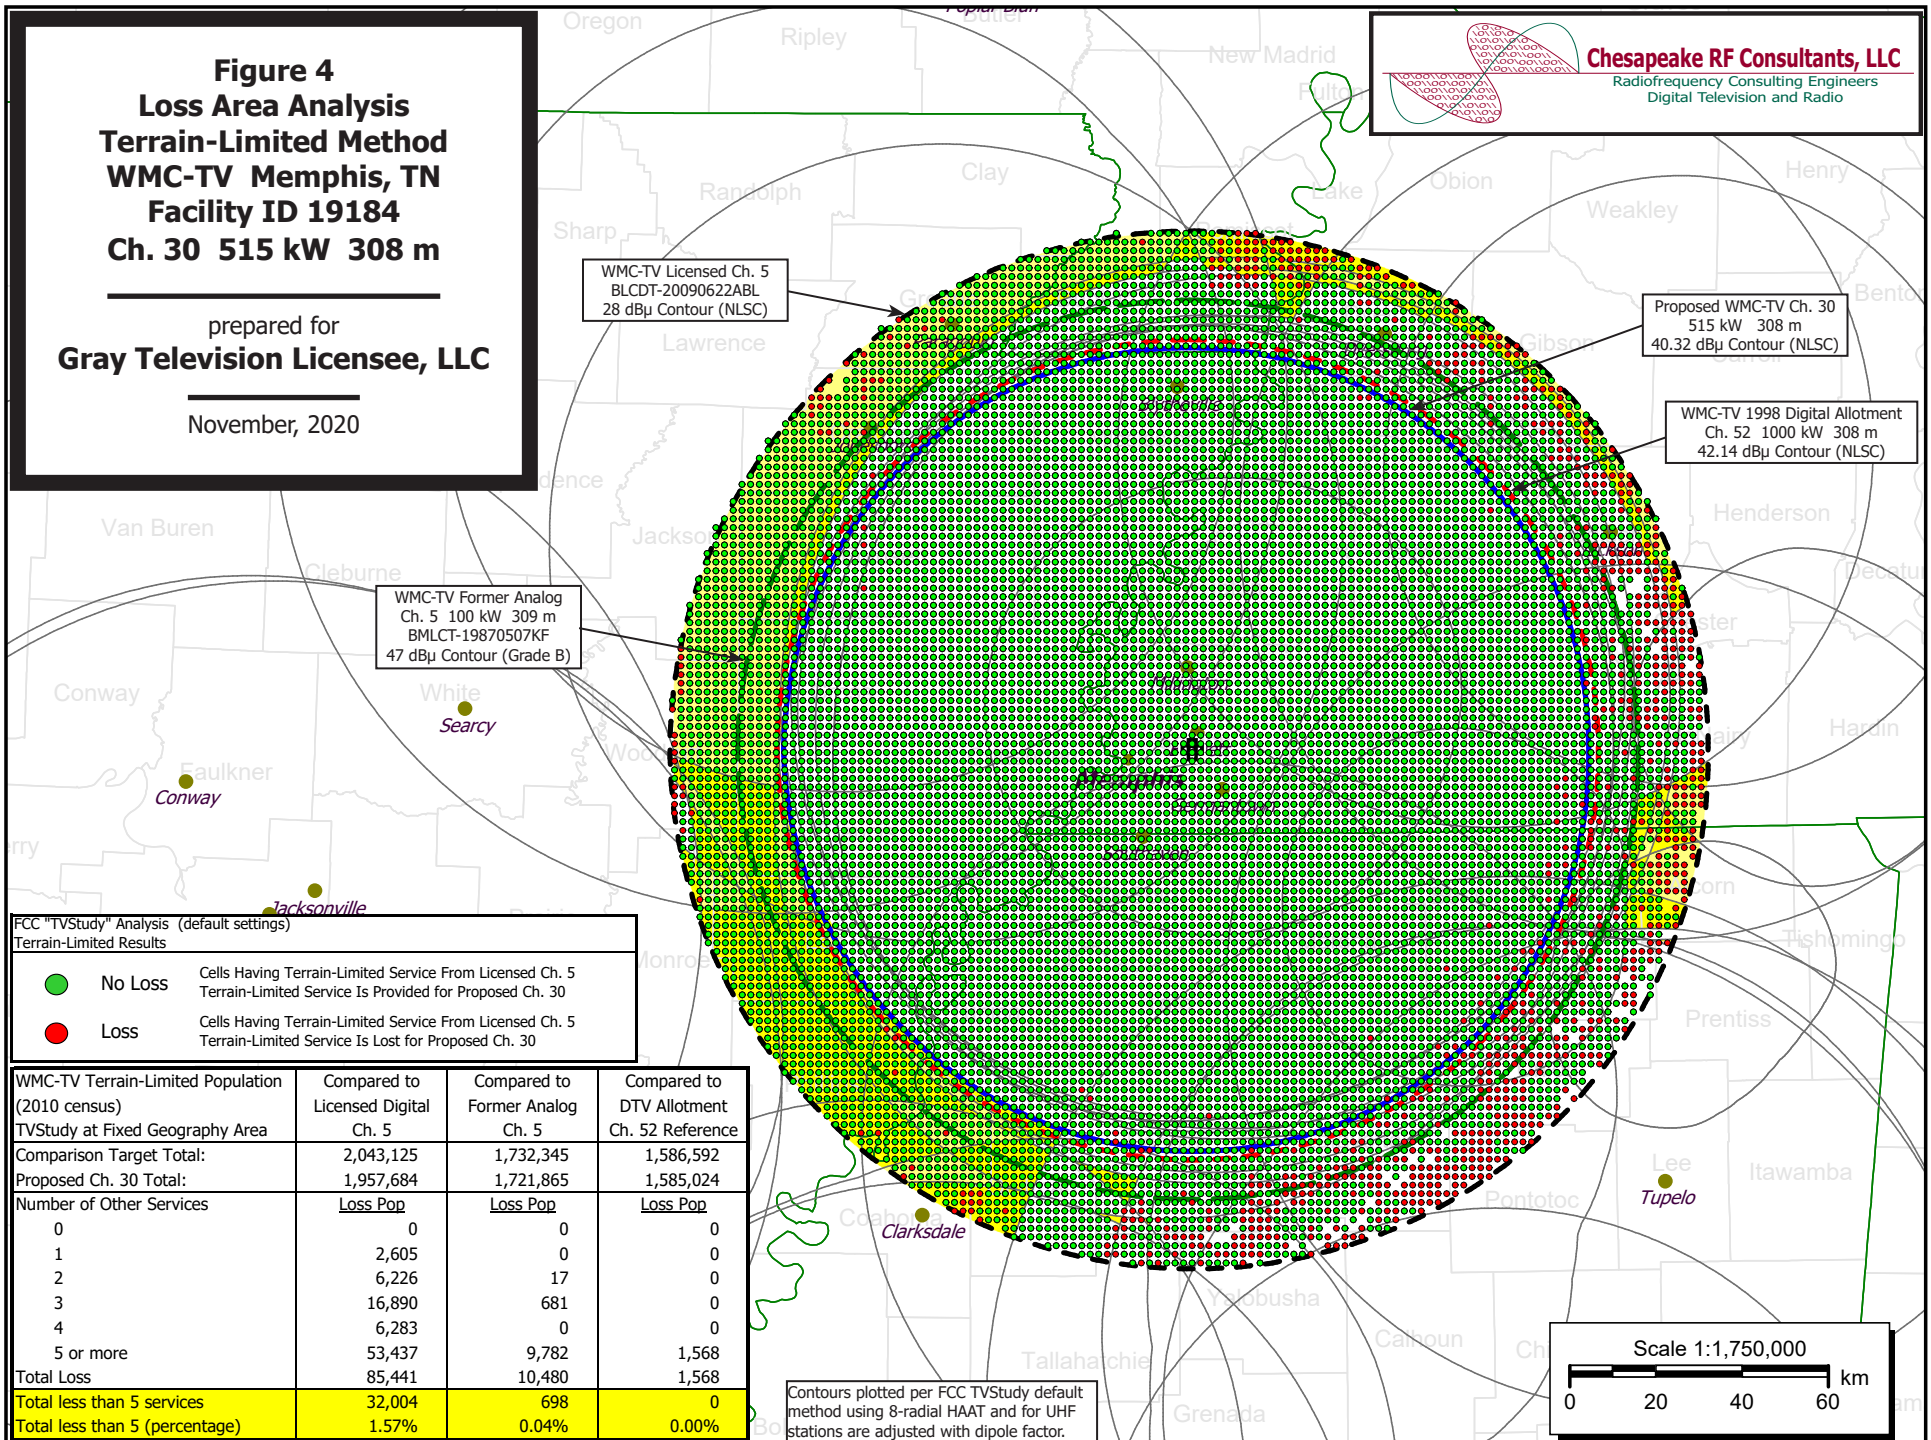 Figure 4
Loss Area Analysis
Terrain-Limited Method
WMC-TV Memphis, TN
Facility ID 19184
Ch. 30 515 kW 308 m
prepared for
Gray Television Licensee, LLC
November, 2020
Chesapeake RF Consultants, LLC
Radiofrequency Consulting Engineers
Digital Television and Radio
Oregon
Ripley
Butler
New Madrid
Fulton
Randolph
Clay
Lake
Obion
Henry
Weakley
Sharp
Lawrence
WMC-TV Licensed Ch. 5
BLCDT-20090622ABL
28 dBµ Contour (NLSC)
Proposed WMC-TV Ch. 30
515 kW 308 m
40.32 dBµ Contour (NLSC)
Gibson
WMC-TV 1998 Digital Allotment
Ch. 52 1000 kW 308 m
42.14 dBµ Contour (NLSC)
Van Buren
Henderson
Cleburne
WMC-TV Former Analog
Ch. 5 100 kW 309 m
BMLCT-19870507KF
47 dBµ Contour (Grade B)
Conway
White
Searcy
Hardin
Faulkner
Conway
Memphis
Jacksonville
Monroe
Tishomingo
Prentiss
Lee
Tupelo
Itawamba
Pontotoc
Clarksdale
Yalobusha
Calhoun
Tallahatchie
Grenada
FCC "TVStudy" Analysis (default settings)
Terrain-Limited Results
No Loss Cells Having Terrain-Limited Service From Licensed Ch. 5
Terrain-Limited Service Is Provided for Proposed Ch. 30
Loss Cells Having Terrain-Limited Service From Licensed Ch. 5
Terrain-Limited Service Is Lost for Proposed Ch. 30
WMC-TV Terrain-Limited Population Compared to Compared to Compared to
(2010 census) Licensed Digital Former Analog DTV Allotment
TVStudy at Fixed Geography Area Ch. 5 Ch. 5 Ch. 52 Reference
Comparison Target Total: 2,043,125 1,732,345 1,586,592
Proposed Ch. 30 Total: 1,957,684 1,721,865 1,585,024
Number of Other Services Loss Pop Loss Pop Loss Pop
0 0 0 0
1 2,605 0 0
2 6,226 17 0
3 16,890 681 0
4 6,283 0 0
5 or more 53,437 9,782 1,568
Total Loss 85,441 10,480 1,568
Total less than 5 services 32,004 698 0
Total less than 5 (percentage) 1.57% 0.04% 0.00%
Contours plotted per FCC TVStudy default
method using 8-radial HAAT and for UHF
stations are adjusted with dipole factor.
Scale 1:1,750,000
km
0 20 40 60